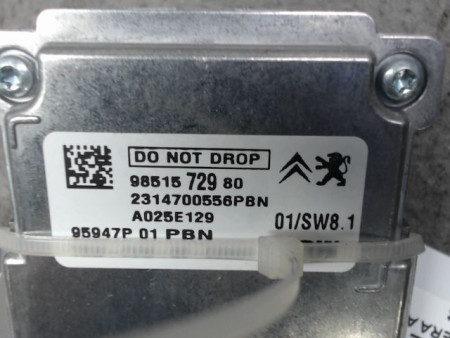 DO NOT DROP
98515 729 80
2314700556PBN
A025E129
01/SW8.1
95947P 01 PBN